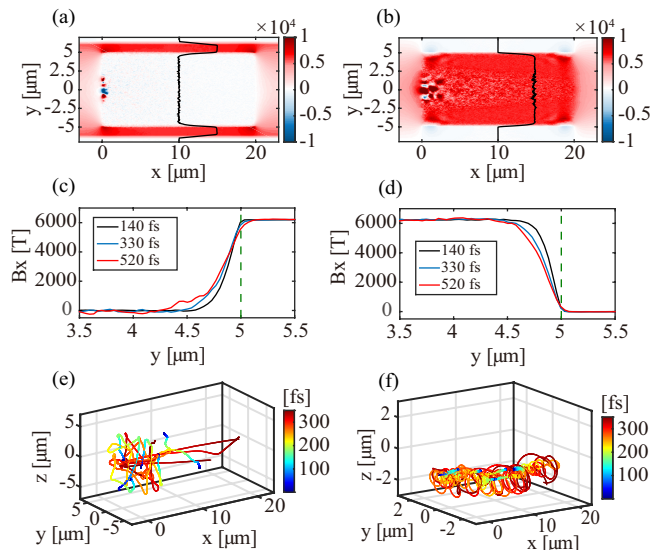 (a)
×10⁴
y [μm]
5
2.5
0
-2.5
-5
0
10
20
x [μm]
1
0.5
0
-0.5
-1
(b)
×10⁴
y [μm]
5
2.5
0
-2.5
-5
0
10
20
x [μm]
1
0.5
0
-0.5
-1
(c)
Bx [T]
6000
4000
2000
0
140 fs
330 fs
520 fs
3.5
4
4.5
5
5.5
y [μm]
(d)
Bx [T]
6000
4000
2000
0
140 fs
330 fs
520 fs
3.5
4
4.5
5
5.5
y [μm]
(e)
[fs]
z [μm]
5
0
-5
300
200
100
5
0
-5
y [μm]
0
10
20
x [μm]
(f)
[fs]
z [μm]
2
0
-2
300
200
100
2
0
-2
y [μm]
0
10
20
x [μm]